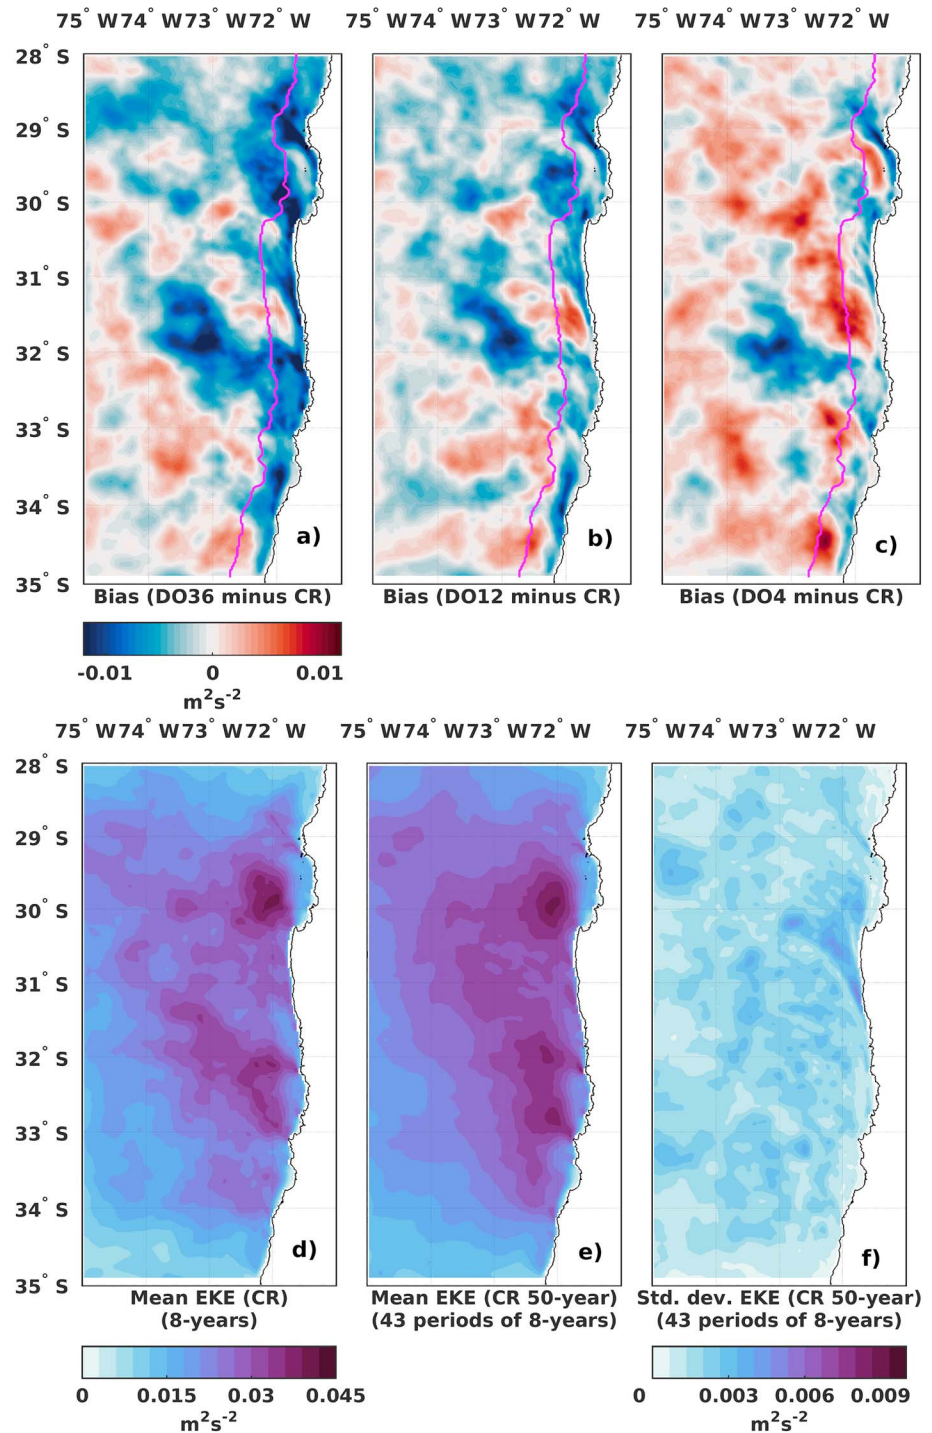 75° W74° W73° W72° W 75° W74° W73° W72° W 75° W74° W73° W72° W
28° S
29° S
30° S
31° S
32° S
33° S
34° S
35° S
a) b) c)
Bias (DO36 minus CR) Bias (DO12 minus CR) Bias (DO4 minus CR)
-0.01 0 0.01
m²s⁻²
75° W74° W73° W72° W 75° W74° W73° W72° W 75° W74° W73° W72° W
28° S
29° S
30° S
31° S
32° S
33° S
34° S
35° S
d) e) f)
Mean EKE (CR) Mean EKE (CR 50-year) Std. dev. EKE (CR 50-year)
(8-years) (43 periods of 8-years) (43 periods of 8-years)
0 0.015 0.03 0.045 0 0.003 0.006 0.009
m²s⁻² m²s⁻²